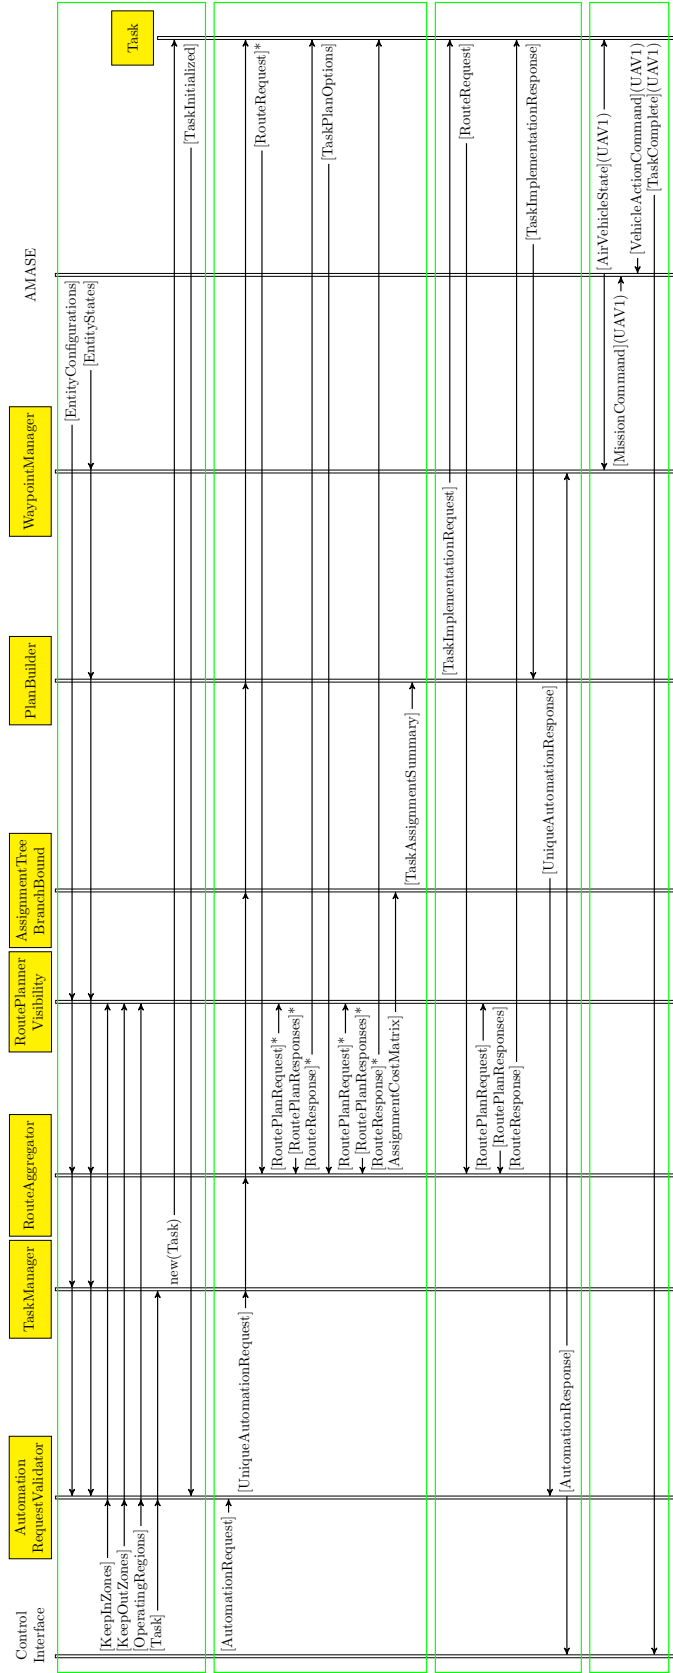 Control
Interface
Automation
RequestValidator
TaskManager
RouteAggregator
RoutePlanner
Visibility
AssignmentTree
BranchBound
PlanBuilder
WaypointManager
AMASE
Task
[EntityConfigurations]
[EntityStates]
[KeepInZones]
[KeepOutZones]
[OperatingRegions]
[Task]
new(Task)
[TaskInitialized]
[AutomationRequest]
[UniqueAutomationRequest]
[RouteRequest]*
[RoutePlanRequest]*
[RoutePlanResponses]*
[RouteResponse]*
[TaskPlanOptions]
[RoutePlanRequest]*
[RoutePlanResponses]*
[RouteResponse]*
[AssignmentCostMatrix]
[TaskAssignmentSummary]
[TaskImplementationRequest]
[RouteRequest]
[RoutePlanRequest]
[RoutePlanResponses]
[RouteResponse]
[TaskImplementationResponse]
[UniqueAutomationResponse]
[AutomationResponse]
[AirVehicleState](UAV1)
[MissionCommand](UAV1)
[VehicleActionCommand](UAV1)
[TaskComplete](UAV1)